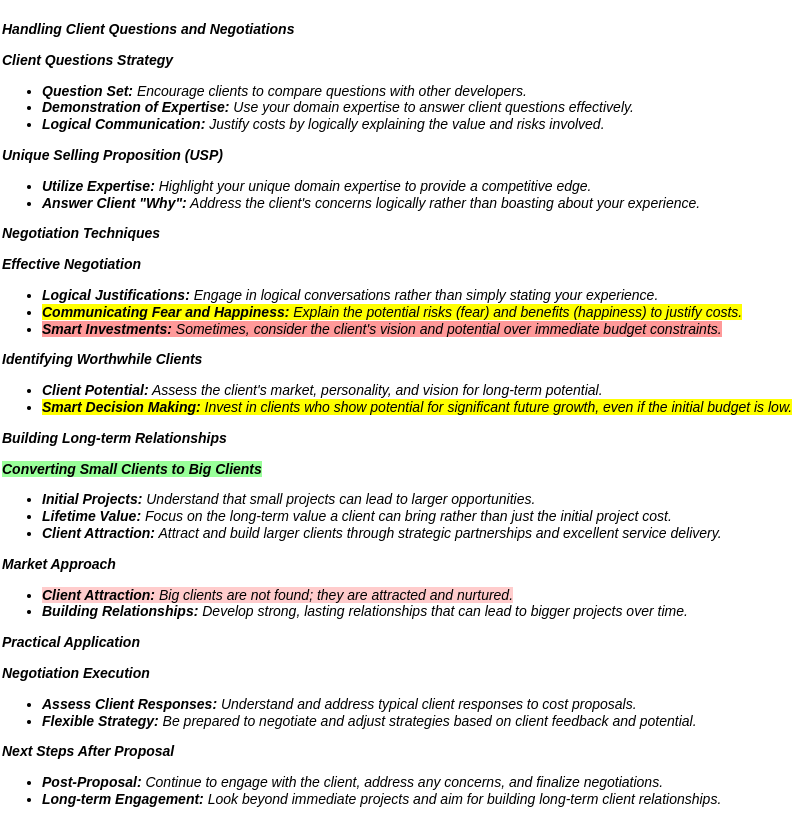 Handling Client Questions and Negotiations
Client Questions Strategy
• Question Set: Encourage clients to compare questions with other developers.
• Demonstration of Expertise: Use your domain expertise to answer client questions effectively.
• Logical Communication: Justify costs by logically explaining the value and risks involved.
Unique Selling Proposition (USP)
• Utilize Expertise: Highlight your unique domain expertise to provide a competitive edge.
• Answer Client "Why": Address the client's concerns logically rather than boasting about your experience.
Negotiation Techniques
Effective Negotiation
• Logical Justifications: Engage in logical conversations rather than simply stating your experience.
• Communicating Fear and Happiness: Explain the potential risks (fear) and benefits (happiness) to justify costs.
• Smart Investments: Sometimes, consider the client's vision and potential over immediate budget constraints.
Identifying Worthwhile Clients
• Client Potential: Assess the client's market, personality, and vision for long-term potential.
• Smart Decision Making: Invest in clients who show potential for significant future growth, even if the initial budget is low.
Building Long-term Relationships
Converting Small Clients to Big Clients
• Initial Projects: Understand that small projects can lead to larger opportunities.
• Lifetime Value: Focus on the long-term value a client can bring rather than just the initial project cost.
• Client Attraction: Attract and build larger clients through strategic partnerships and excellent service delivery.
Market Approach
• Client Attraction: Big clients are not found; they are attracted and nurtured.
• Building Relationships: Develop strong, lasting relationships that can lead to bigger projects over time.
Practical Application
Negotiation Execution
• Assess Client Responses: Understand and address typical client responses to cost proposals.
• Flexible Strategy: Be prepared to negotiate and adjust strategies based on client feedback and potential.
Next Steps After Proposal
• Post-Proposal: Continue to engage with the client, address any concerns, and finalize negotiations.
• Long-term Engagement: Look beyond immediate projects and aim for building long-term client relationships.